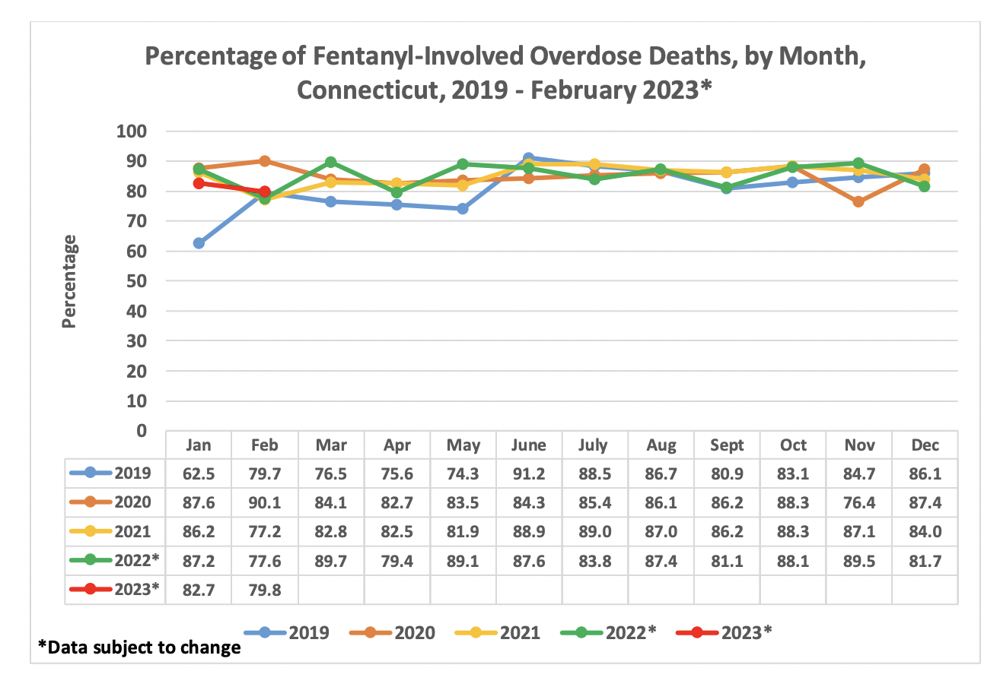 Percentage of Fentanyl-Involved Overdose Deaths, by Month,
Connecticut, 2019 - February 2023*
100
90
80
70
60
50
40
30
20
10
0
Percentage
Jan Feb Mar Apr May June July Aug Sept Oct Nov Dec
2019 62.5 79.7 76.5 75.6 74.3 91.2 88.5 86.7 80.9 83.1 84.7 86.1
2020 87.6 90.1 84.1 82.7 83.5 84.3 85.4 86.1 86.2 88.3 76.4 87.4
2021 86.2 77.2 82.8 82.5 81.9 88.9 89.0 87.0 86.2 88.3 87.1 84.0
2022* 87.2 77.6 89.7 79.4 89.1 87.6 83.8 87.4 81.1 88.1 89.5 81.7
2023* 82.7 79.8
2019 2020 2021 2022* 2023*
*Data subject to change